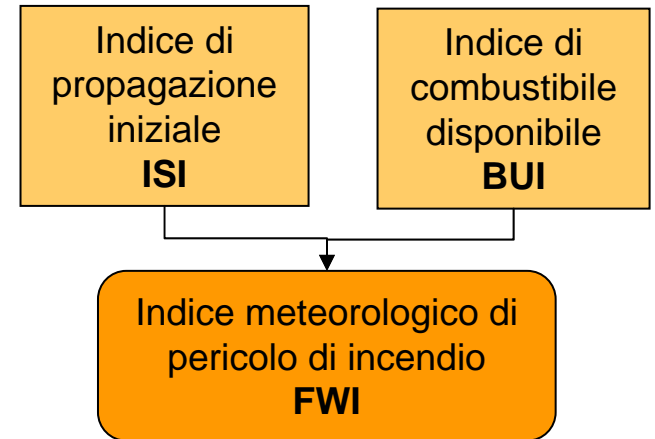 Indice di
propagazione
iniziale
ISI
Indice di
combustibile
disponibile
BUI
Indice meteorologico di
pericolo di incendio
FWI